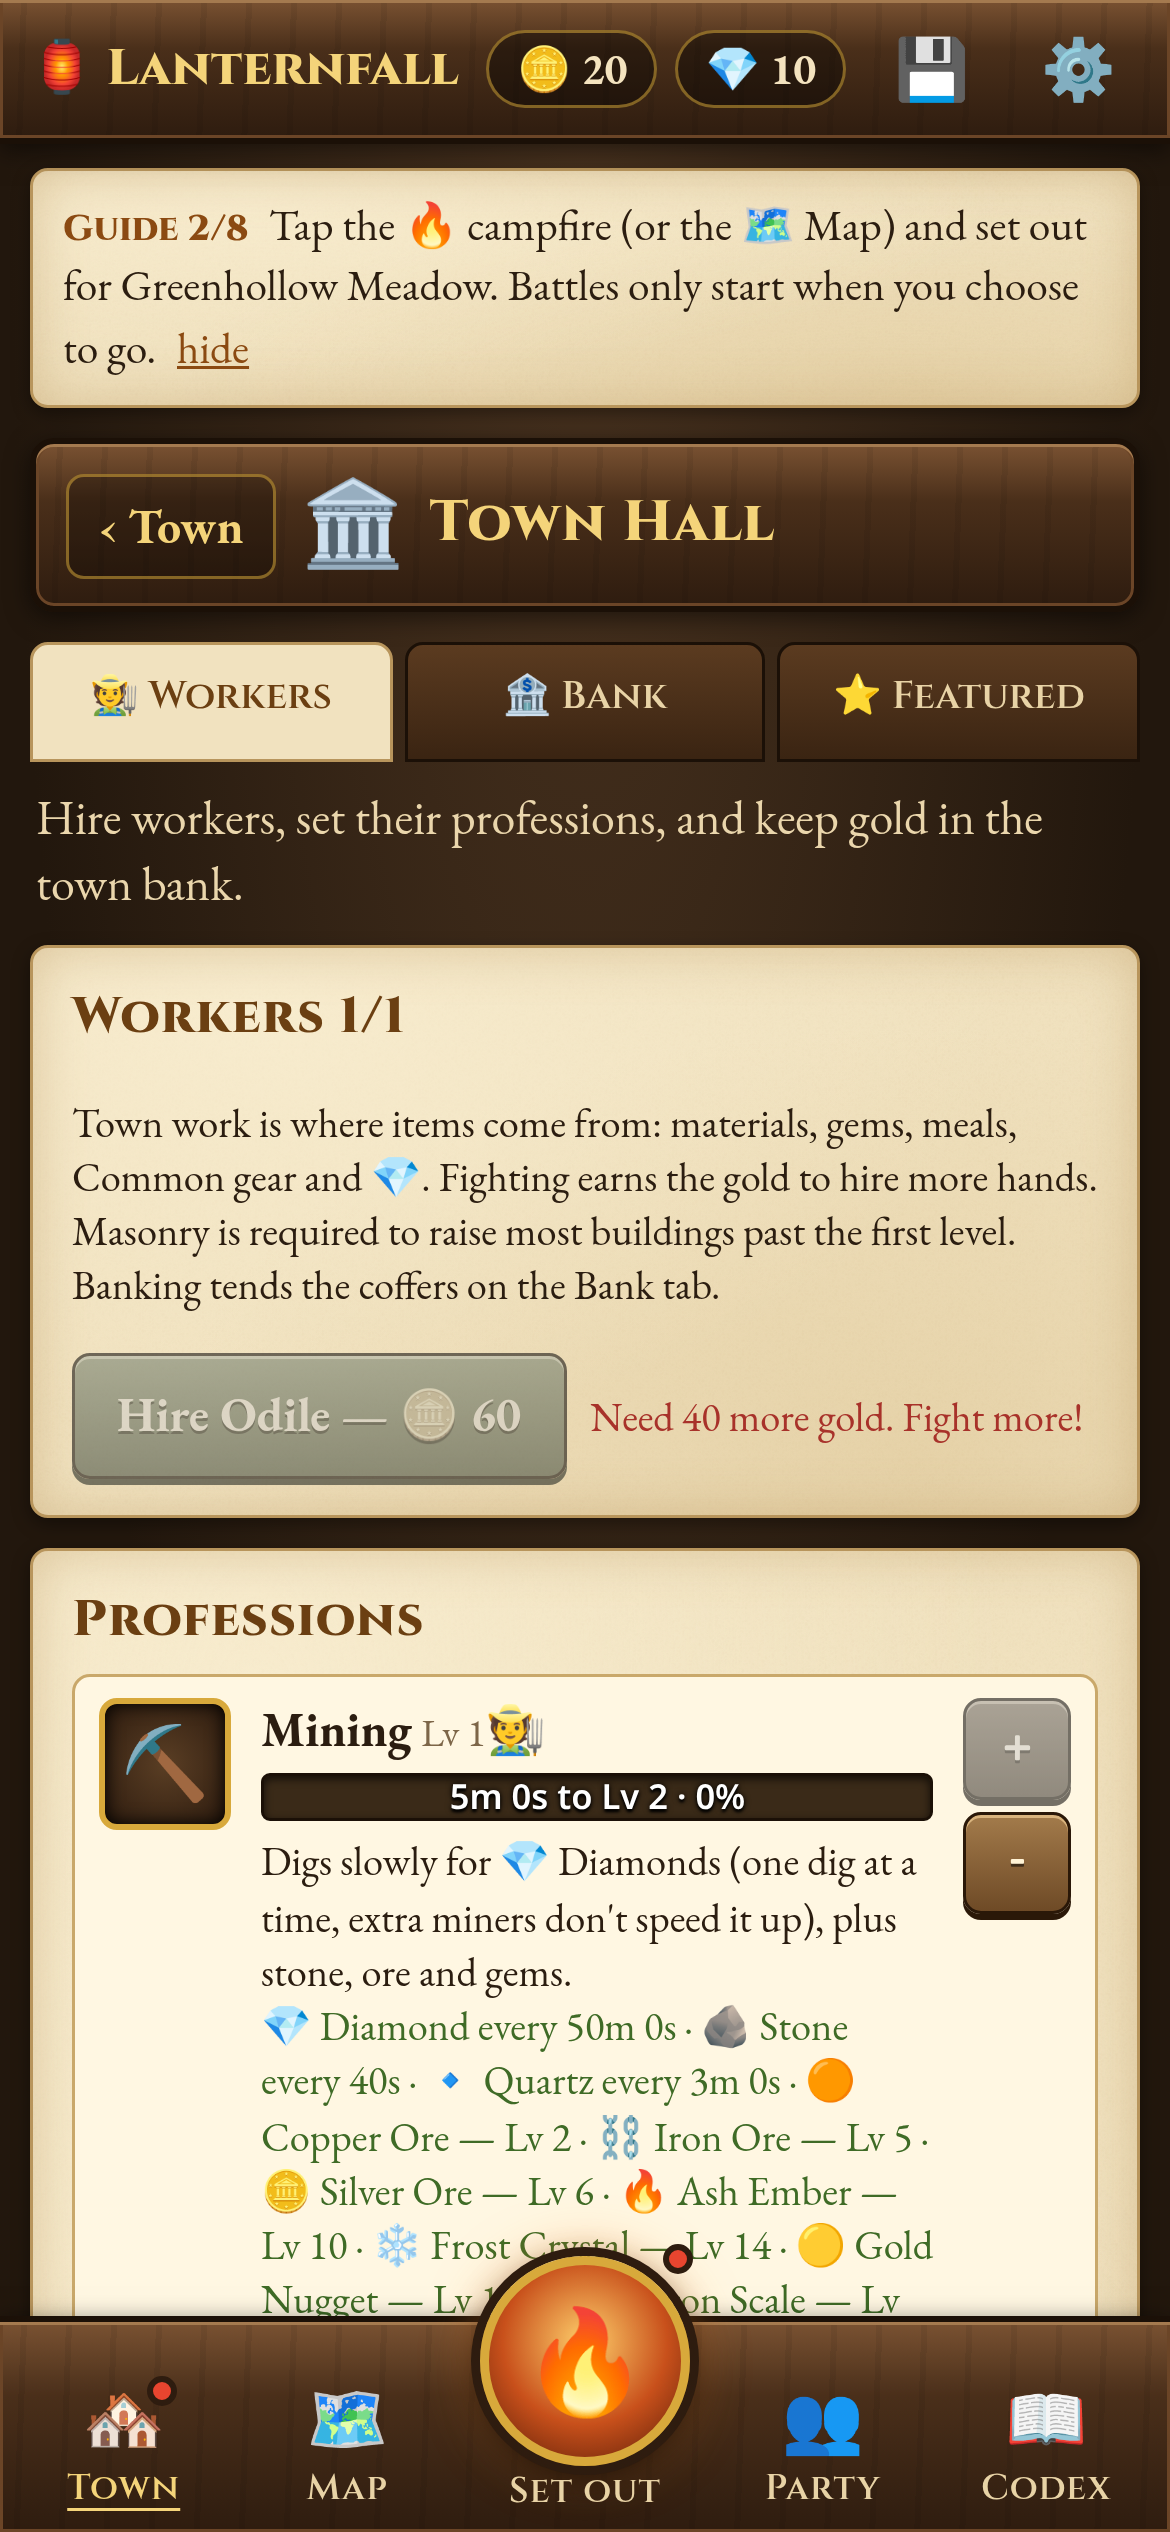 Lanternfall 20 10
Guide 2/8 Tap the 🔥 campfire (or the 🗺️ Map) and set out
for Greenhollow Meadow. Battles only start when you choose
to go. hide
‹ Town Town Hall
Workers Bank Featured
Hire workers, set their professions, and keep gold in the
town bank.
Workers 1/1
Town work is where items come from: materials, gems, meals,
Common gear and 💎. Fighting earns the gold to hire more hands.
Masonry is required to raise most buildings past the first level.
Banking tends the coffers on the Bank tab.
Hire Odile — 🪙 60 Need 40 more gold. Fight more!
Professions
Mining Lv 1 +
5m 0s to Lv 2 · 0%
-
Digs slowly for 💎 Diamonds (one dig at a
time, extra miners don't speed it up), plus
stone, ore and gems.
💎 Diamond every 50m 0s · 🪨 Stone
every 40s · 🔹 Quartz every 3m 0s · 🟠
Copper Ore — Lv 2 · ⛓️ Iron Ore — Lv 5 ·
🪙 Silver Ore — Lv 6 · 🔥 Ash Ember —
Lv 10 · ❄️ Frost Crystal — Lv 14 · 🟡 Gold
Nugget — Lv Scale — Lv
Town Map Set out Party Codex